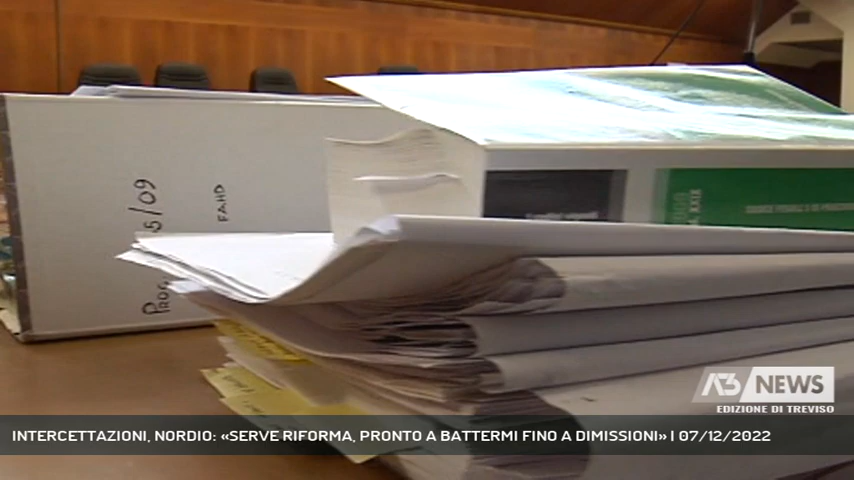 5/09
FAHD
A3 NEWS
EDIZIONE DI TREVISO
INTERCETTAZIONI, NORDIO: «SERVE RIFORMA, PRONTO A BATTERMI FINO A DIMISSIONI» | 07/12/2022